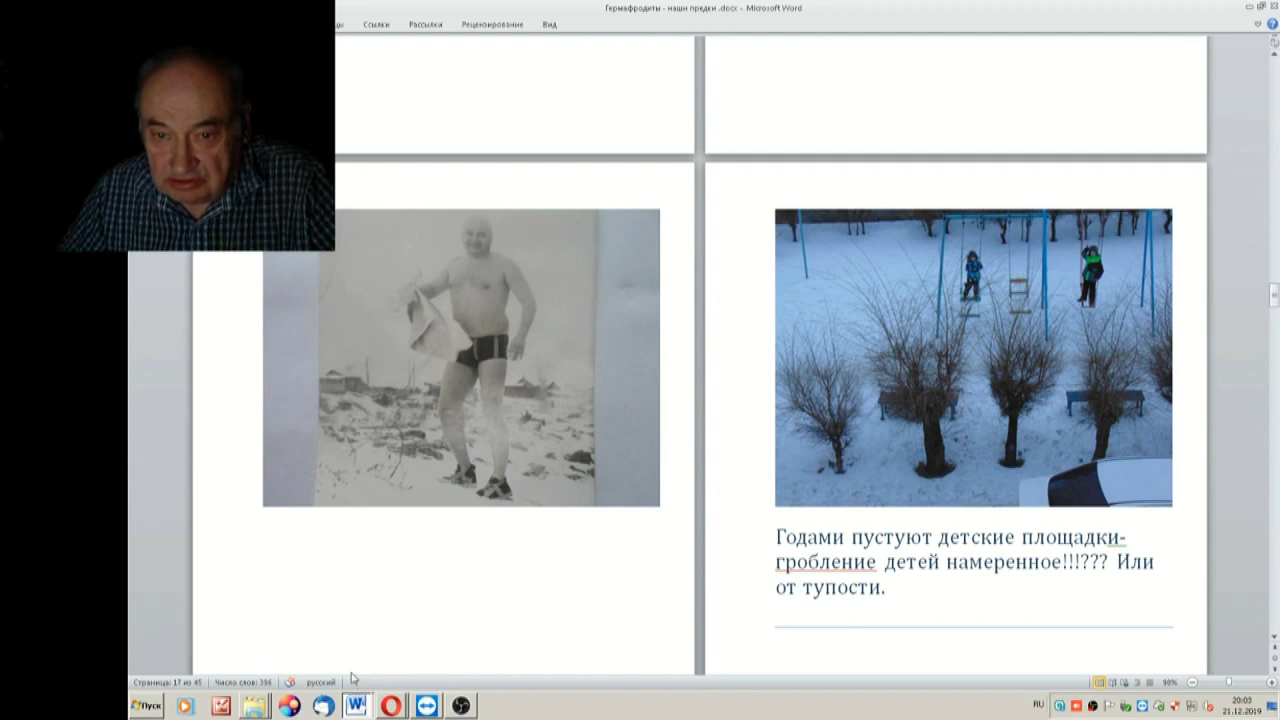 Гермафродиты - наши предки .docx - Microsoft Word
Ссылки Рассылки Рецензирование Вид
Годами пустуют детские площадки-
гробление детей намеренное!!!??? Или
от тупости.
Страница: 17 из 45 Число слов: 396 русский 90%
Пуск RU 20:03
21.12.2019